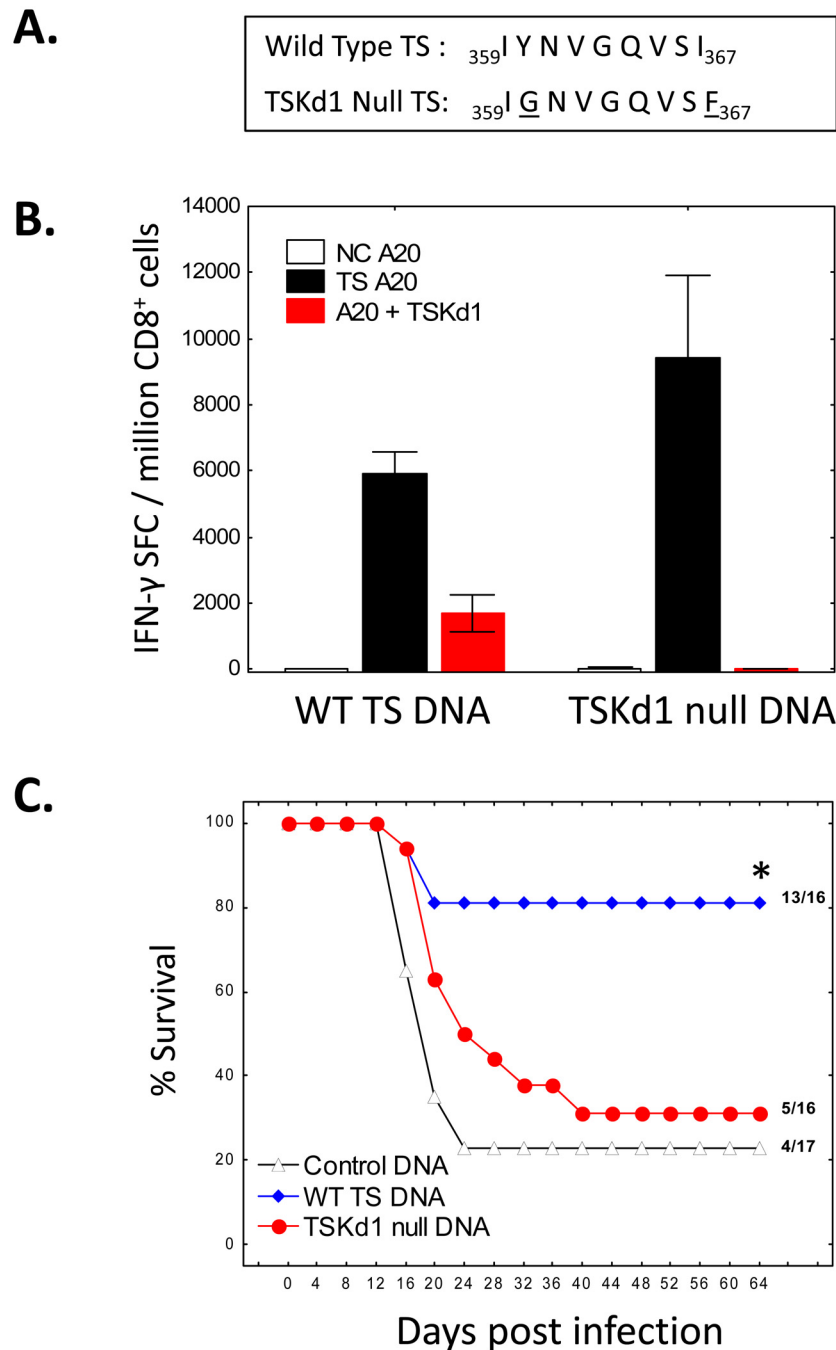 A.
Wild Type TS : 359I Y N V G Q V S I367
TSKd1 Null TS: 359I G N V G Q V S F367
B.
IFN-γ SFC / million CD8+ cells
14000
12000
10000
8000
6000
4000
2000
0
NC A20
TS A20
A20 + TSKd1
WT TS DNA TSKd1 null DNA
C.
% Survival
100
80
60
40
20
0
*
13/16
5/16
4/17
Control DNA
WT TS DNA
TSKd1 null DNA
0 4 8 12 16 20 24 28 32 36 40 44 48 52 56 60 64
Days post infection